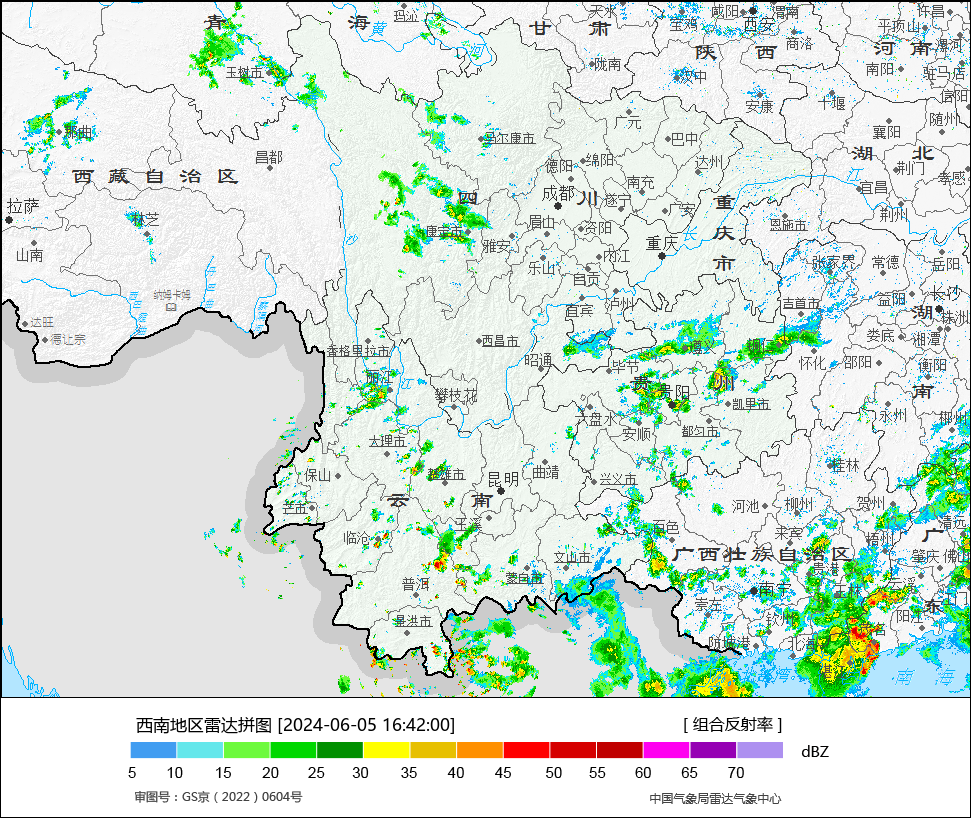 青
海
玛沁
黄
河
甘
肃
天水
宝鸡
咸阳
西安
渭南
许昌
平顶山
漯河
陕
西
商洛
河
南
玉树市
陇南
汉中
南阳
驻马店
信阳
安康
十堰
随州
那曲
广元
襄阳
马尔康市
巴中
湖
北
昌都
德阳
绵阳
达州
荆门
孝感
西藏自治区
宜昌
江
拉萨
四
川
成都
南充
遂宁
广安
重
庆
市
荆州
林芝
康定市
眉山
资阳
恩施市
山南
雅安
重庆
长
乐山
内江
张家界
常德
岳阳
自贡
纳姆卡姆
泸州
吉首市
益阳
长沙
宜宾
湖
株洲
达旺
德让宗
西昌市
娄底
湘潭
香格里拉市
昭通
遵义
怀化
邵阳
衡阳
毕节
丽江
贵
州
贵阳
南
攀枝花
凯里市
永州
六盘水
郴州
大理市
安顺
都匀市
桂林
保山
楚雄市
昆明
曲靖
兴义市
云
南
芒市
河池
柳州
贺州
玉溪
百色
来宾
清远
广
临沧
文山市
广西壮族自治区
梧州
肇庆
佛山
贵港
普洱
蒙自市
南宁
云浮
崇左
东
景洪市
钦州
阳江
防城港
北海
湛江
南
海
西南地区雷达拼图 [2024-06-05 16:42:00]
[ 组合反射率 ]
dBZ
5 10 15 20 25 30 35 40 45 50 55 60 65 70
审图号：GS京（2022）0604号
中国气象局雷达气象中心